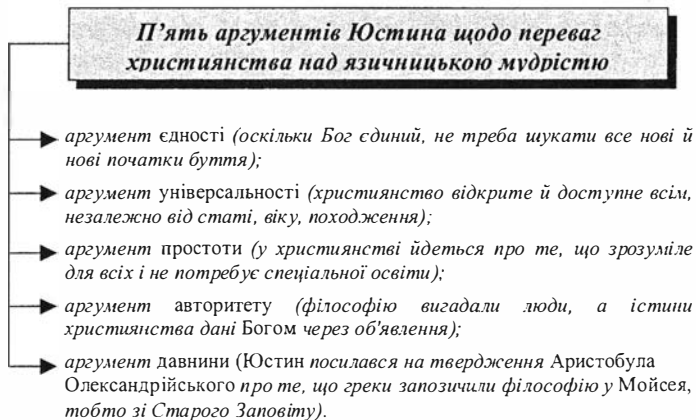 П'ять аргументів Юстина щодо переваг
християнства над язичницькою мудрістю
аргумент єдності (оскільки Бог єдиний, не треба шукати все нові й
нові початки буття);
аргумент універсальності (християнство відкрите й доступне всім,
незалежно від статі, віку, походження);
аргумент простоти (у християнстві йдеться про те, що зрозуміле
для всіх і не потребує спеціальної освіти);
аргумент авторитету (філософію вигадали люди, а істини
християнства дані Богом через об'явлення);
аргумент давнини (Юстин посилався на твердження Аристобула
Олександрійського про те, що греки запозичили філософію у Мойсея,
тобто зі Старого Заповіту).